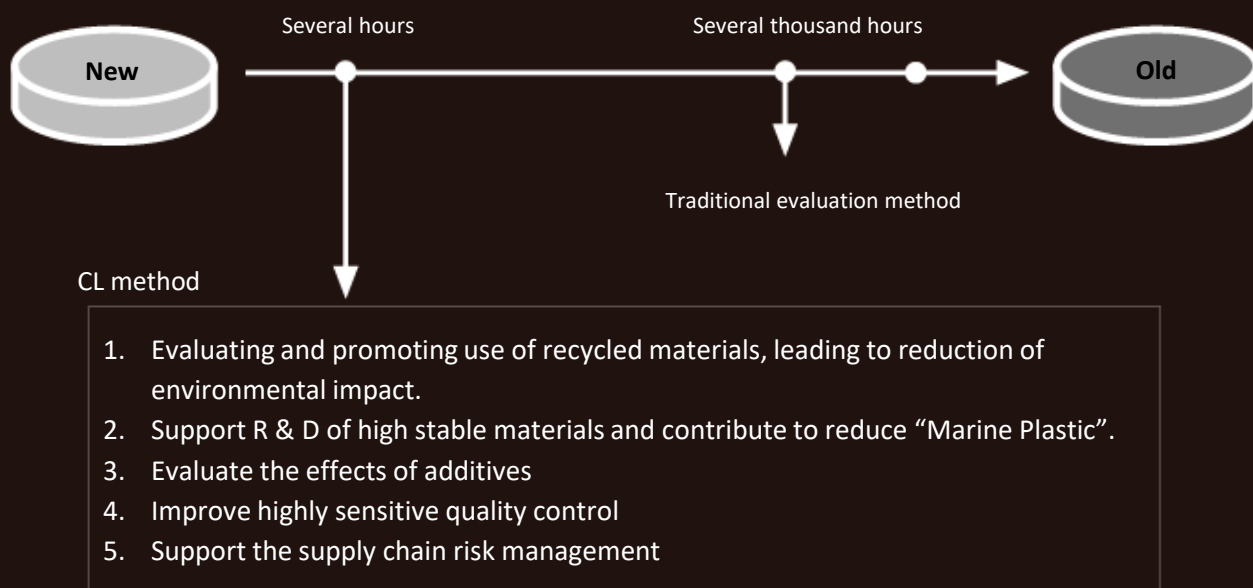 Several hours
Several thousand hours
New
Old
Traditional evaluation method
CL method
1. Evaluating and promoting use of recycled materials, leading to reduction of
environmental impact.
2. Support R & D of high stable materials and contribute to reduce “Marine Plastic”.
3. Evaluate the effects of additives
4. Improve highly sensitive quality control
5. Support the supply chain risk management